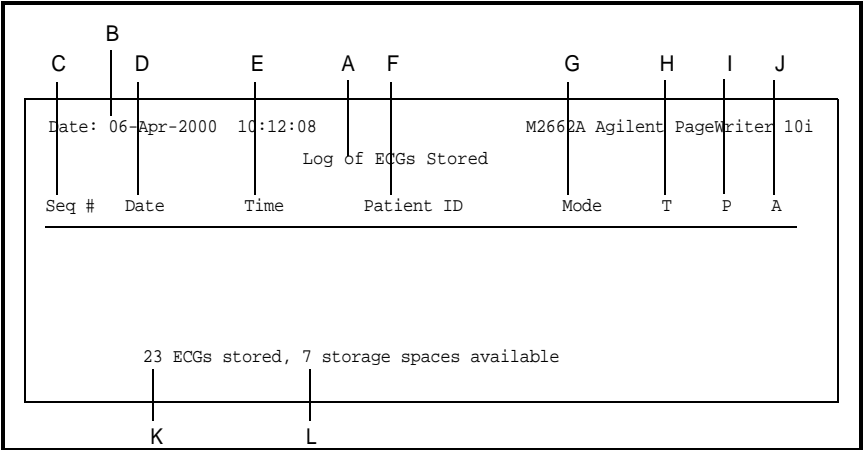 B
C D E A F G H I J
Date: 06-Apr-2000 10:12:08 M2662A Agilent PageWriter 10i
Log of ECGs Stored
Seq # Date Time Patient ID Mode T P A
23 ECGs stored, 7 storage spaces available
K L